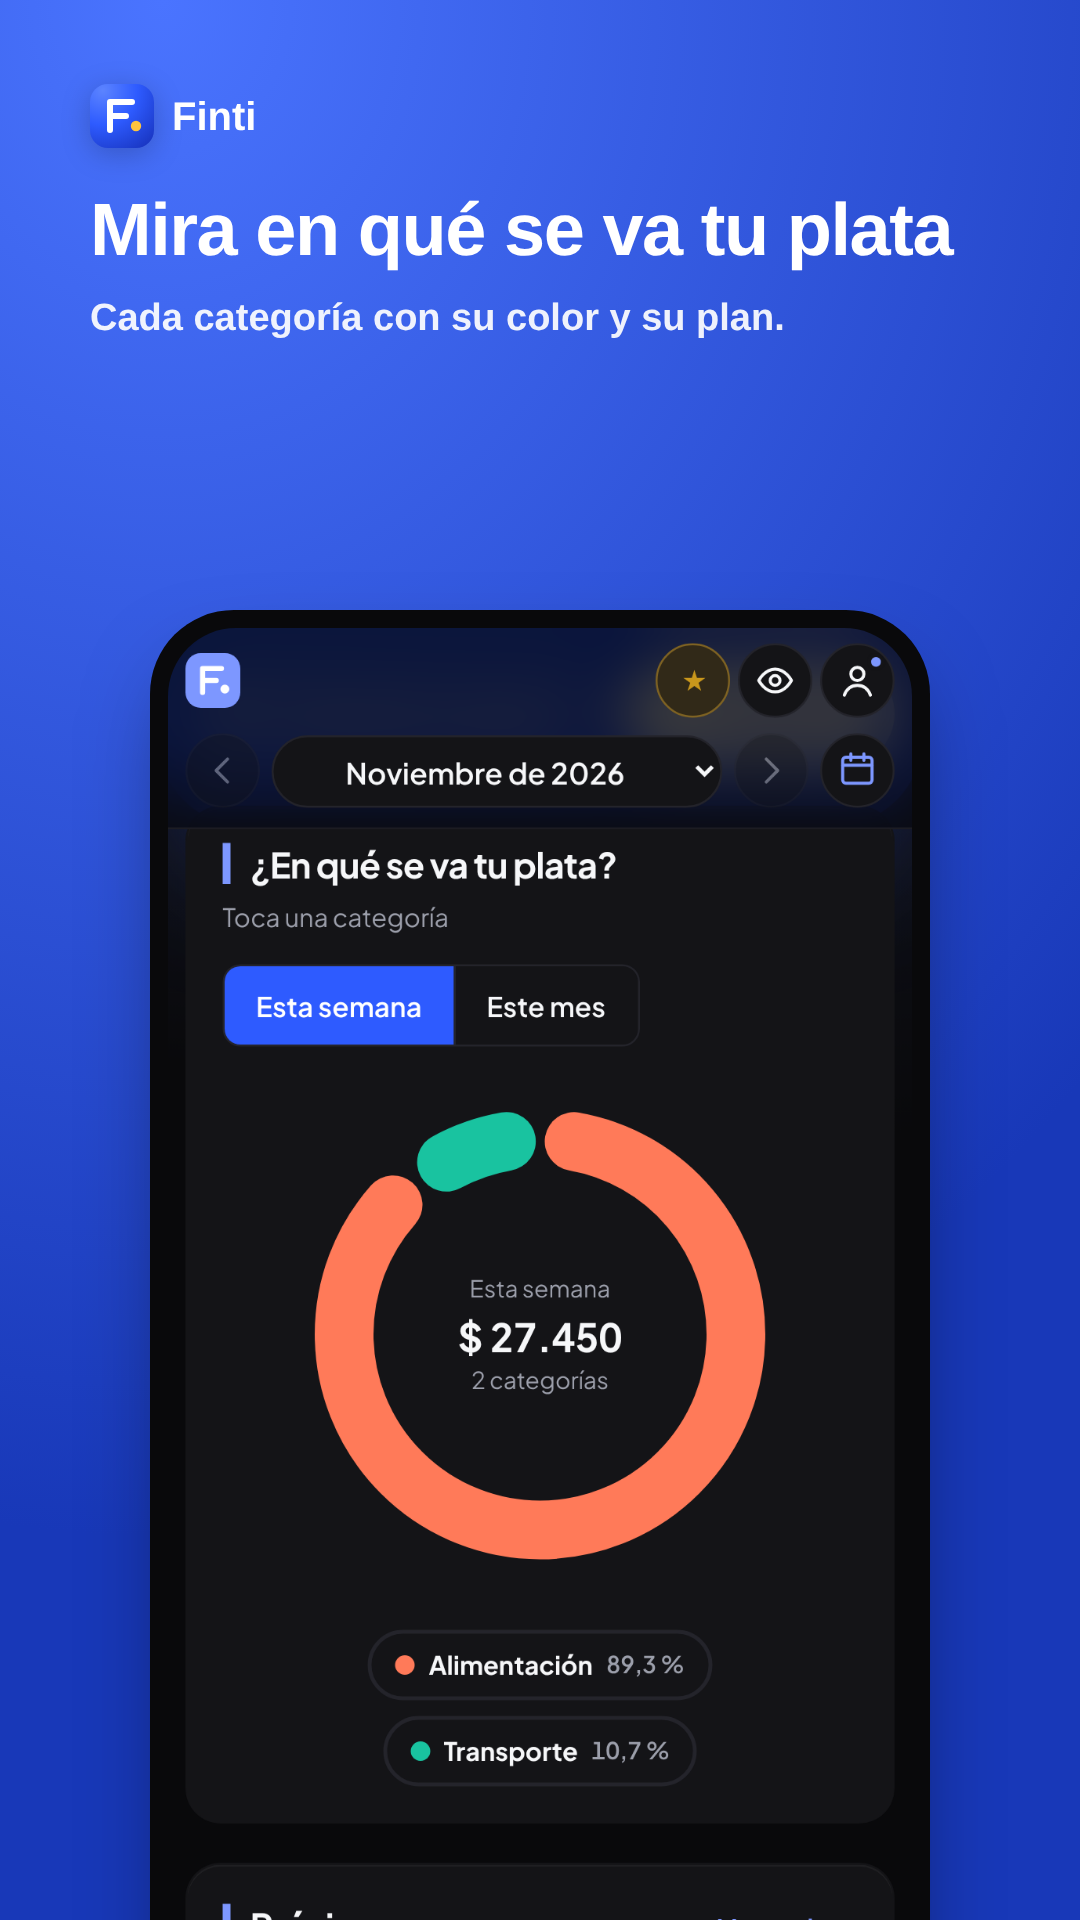 F.
Finti
Mira en qué se va tu plata
Cada categoría con su color y su plan.
F.
Noviembre de 2026
¿En qué se va tu plata?
Toca una categoría
Esta semana
Este mes
Esta semana
$ 27.450
2 categorías
Alimentación 89,3 %
Transporte 10,7 %